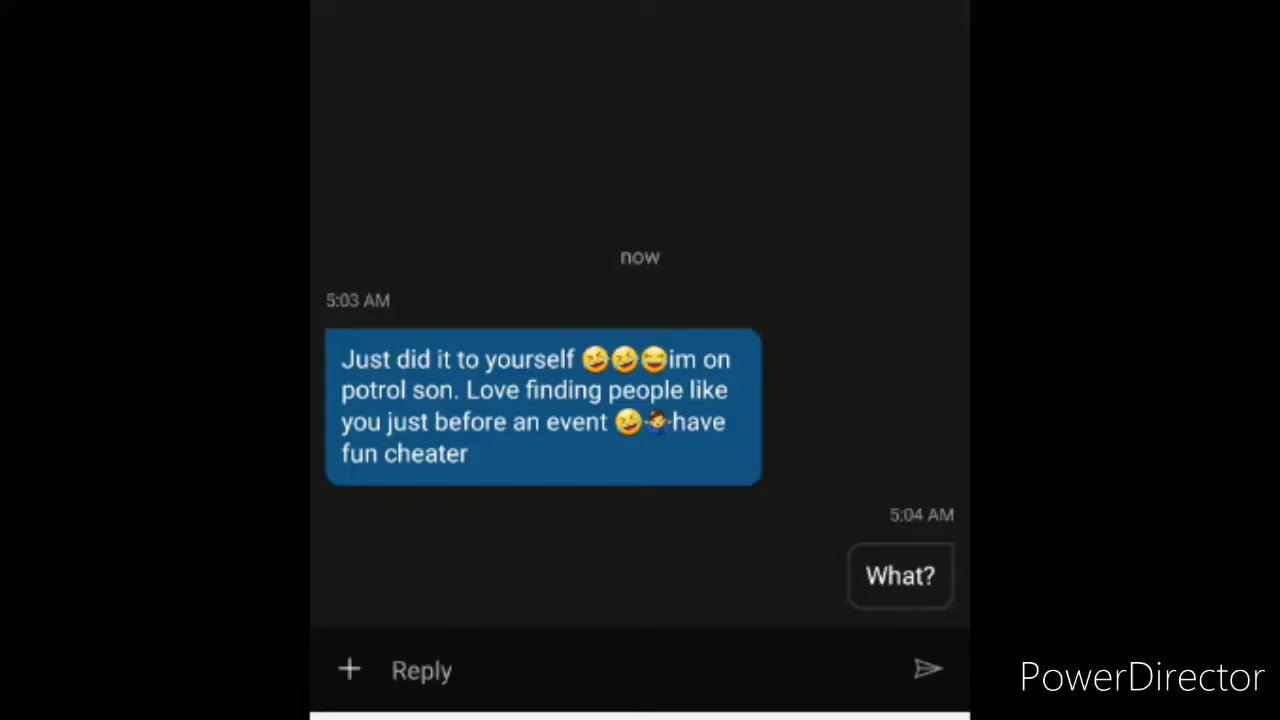 now
5:03 AM
Just did it to yourself 🤣🤣😆im on
potrol son. Love finding people like
you just before an event 🤣🤷‍♂️have
fun cheater
5:04 AM
What?
Reply
PowerDirector